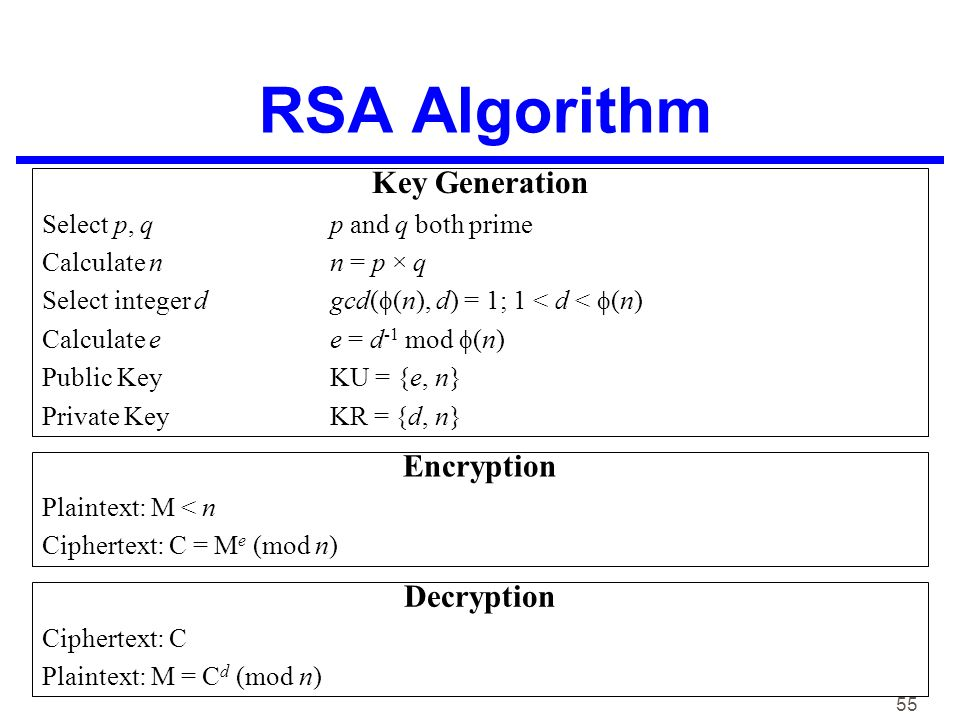 RSA Algorithm
Key Generation
Select p, q p and q both prime
Calculate n n = p × q
Select integer d gcd(ϕ(n), d) = 1; 1 < d < ϕ(n)
Calculate e e = d⁻¹ mod ϕ(n)
Public Key KU = {e, n}
Private Key KR = {d, n}
Encryption
Plaintext: M < n
Ciphertext: C = Mᵉ (mod n)
Decryption
Ciphertext: C
Plaintext: M = Cᵈ (mod n)
55